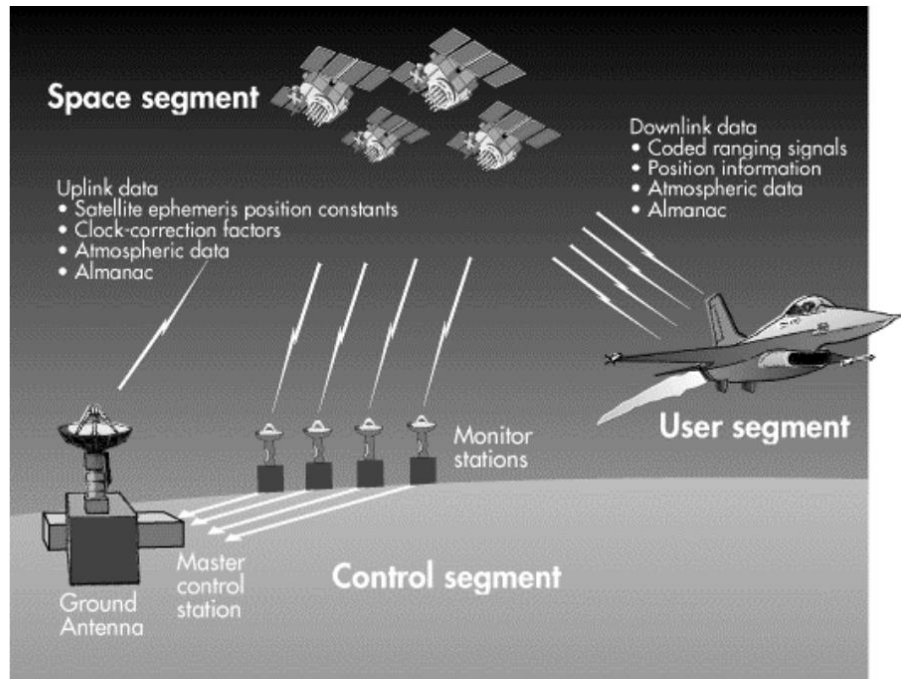 Space segment
Downlink data
• Coded ranging signals
• Position information
• Atmospheric data
• Almanac
Uplink data
• Satellite ephemeris position constants
• Clock-correction factors
• Atmospheric data
• Almanac
User segment
Monitor
stations
Master
control
station
Control segment
Ground
Antenna